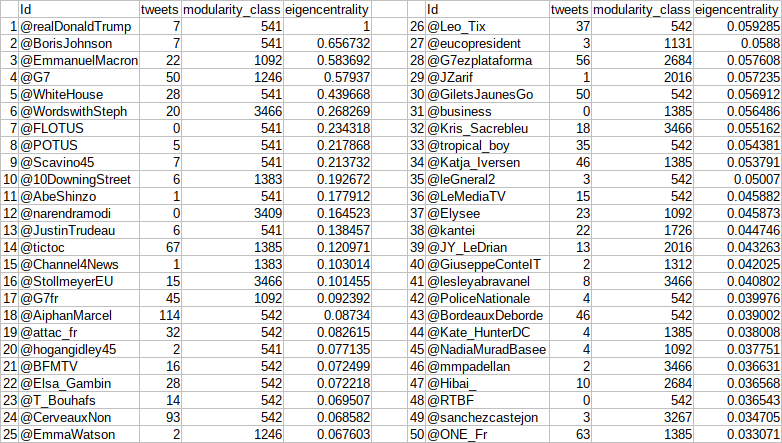 Id tweets modularity_class eigencentrality Id tweets modularity_class eigencentrality
1 @realDonaldTrump 7 541 1 26 @Leo_Tix 37 542 0.059285
2 @BorisJohnson 7 541 0.656732 27 @eucopresident 3 1131 0.0588
3 @EmmanuelMacron 22 1092 0.583692 28 @G7ezplataforma 56 2684 0.057608
4 @G7 50 1246 0.57937 29 @JZarif 1 2016 0.057235
5 @WhiteHouse 28 541 0.439668 30 @GiletsJaunesGo 50 542 0.056912
6 @WordswithSteph 20 3466 0.268269 31 @business 0 1385 0.056486
7 @FLOTUS 0 541 0.234318 32 @Kris_Sacrebleu 18 3466 0.055162
8 @POTUS 5 541 0.217868 33 @tropical_boy 35 542 0.054381
9 @Scavino45 7 541 0.213732 34 @Katja_Iversen 46 1385 0.053791
10 @10DowningStreet 6 1383 0.192672 35 @leGneral2 3 542 0.05007
11 @AbeShinzo 1 541 0.177912 36 @LeMediaTV 15 542 0.045882
12 @narendramodi 0 3409 0.164523 37 @Elysee 23 1092 0.045873
13 @JustinTrudeau 6 541 0.138457 38 @kantei 22 1726 0.044746
14 @tictoc 67 1385 0.120971 39 @JY_LeDrian 13 2016 0.043263
15 @Channel4News 1 1383 0.103014 40 @GiuseppeConteIT 2 1312 0.042025
16 @StollmeyerEU 15 3466 0.101455 41 @lesleyabravanel 8 3466 0.040802
17 @G7fr 45 1092 0.092392 42 @PoliceNationale 4 542 0.039976
18 @AiphanMarcel 114 542 0.08734 43 @BordeauxDeborde 46 542 0.039002
19 @attac_fr 32 542 0.082615 44 @Kate_HunterDC 4 1385 0.038008
20 @hogangidley45 2 541 0.077135 45 @NadiaMuradBasee 4 1092 0.037751
21 @BFMTV 16 542 0.072499 46 @mmpadellan 2 3466 0.036631
22 @Elsa_Gambin 28 542 0.072218 47 @Hibai_ 10 2684 0.036568
23 @T_Bouhafs 14 542 0.069507 48 @RTBF 0 542 0.036543
24 @CerveauxNon 93 542 0.068582 49 @sanchezcastejon 3 3267 0.034705
25 @EmmaWatson 2 1246 0.067603 50 @ONE_Fr 63 1385 0.033071